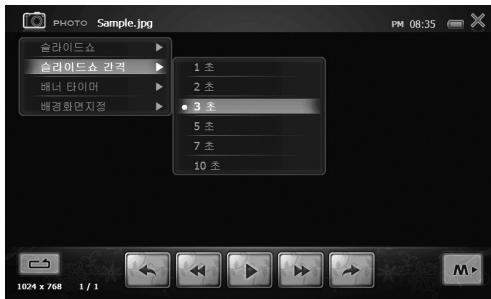 PHOTO Sample.jpg PM 08:35
슬라이드쇼
슬라이드쇼 간격
배너 타이머
배경화면지정
1 초
2 초
3 초
5 초
7 초
10 초
1024 x 768 1 / 1
M